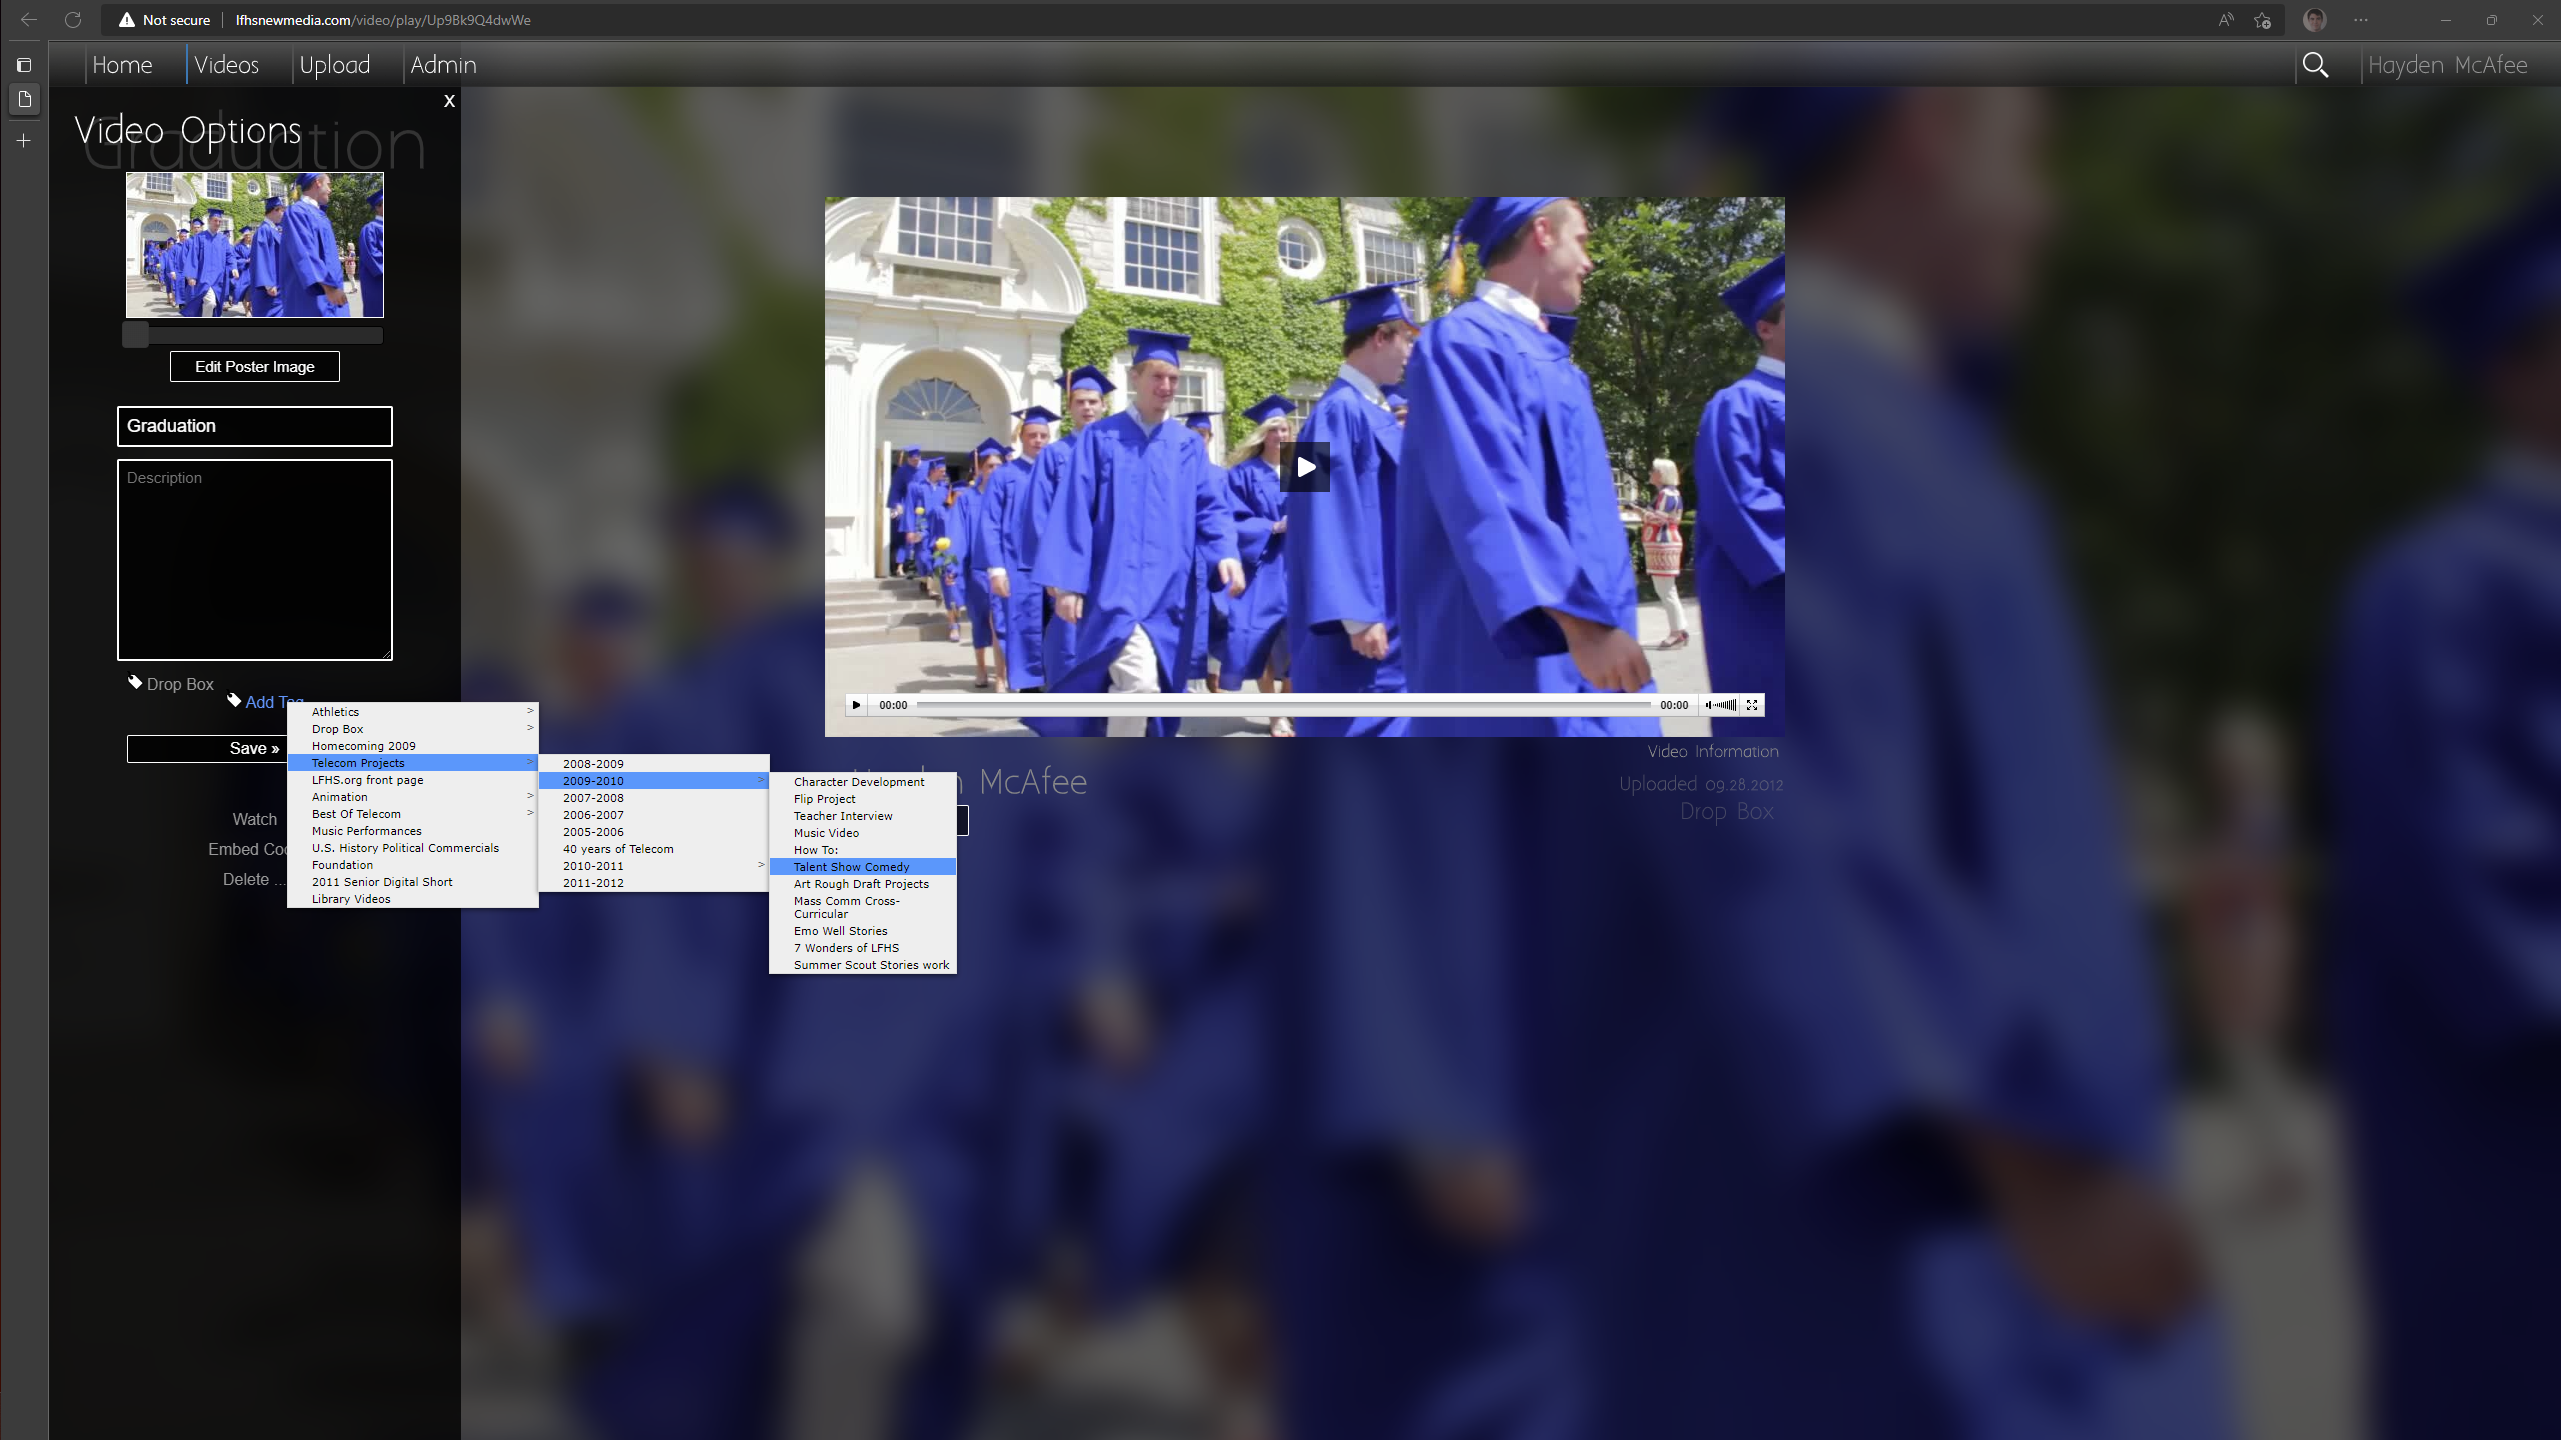 Not secure
lfhsnewmedia.com/video/play/Up9Bk9Q4dwWe
Home
Videos
Upload
Admin
Hayden McAfee
X
Graduation
Video Options
Edit Poster Image
Graduation
Description
Drop Box
Add Tag
Save »
Watch
Embed Co
Delete ...
Athletics >
Drop Box >
Homecoming 2009
Telecom Projects >
LFHS.org front page
Animation >
Best Of Telecom >
Music Performances
U.S. History Political Commercials
Foundation
2011 Senior Digital Short
Library Videos
2008-2009
2009-2010 >
2007-2008
2006-2007
2005-2006
40 years of Telecom
2010-2011 >
2011-2012
Character Development
Flip Project
Teacher Interview
Music Video
How To:
Talent Show Comedy
Art Rough Draft Projects
Mass Comm Cross-
Curricular
Emo Well Stories
7 Wonders of LFHS
Summer Scout Stories work
00:00
00:00
Video Information
Hayden McAfee
Uploaded 09.28.2012
Drop Box